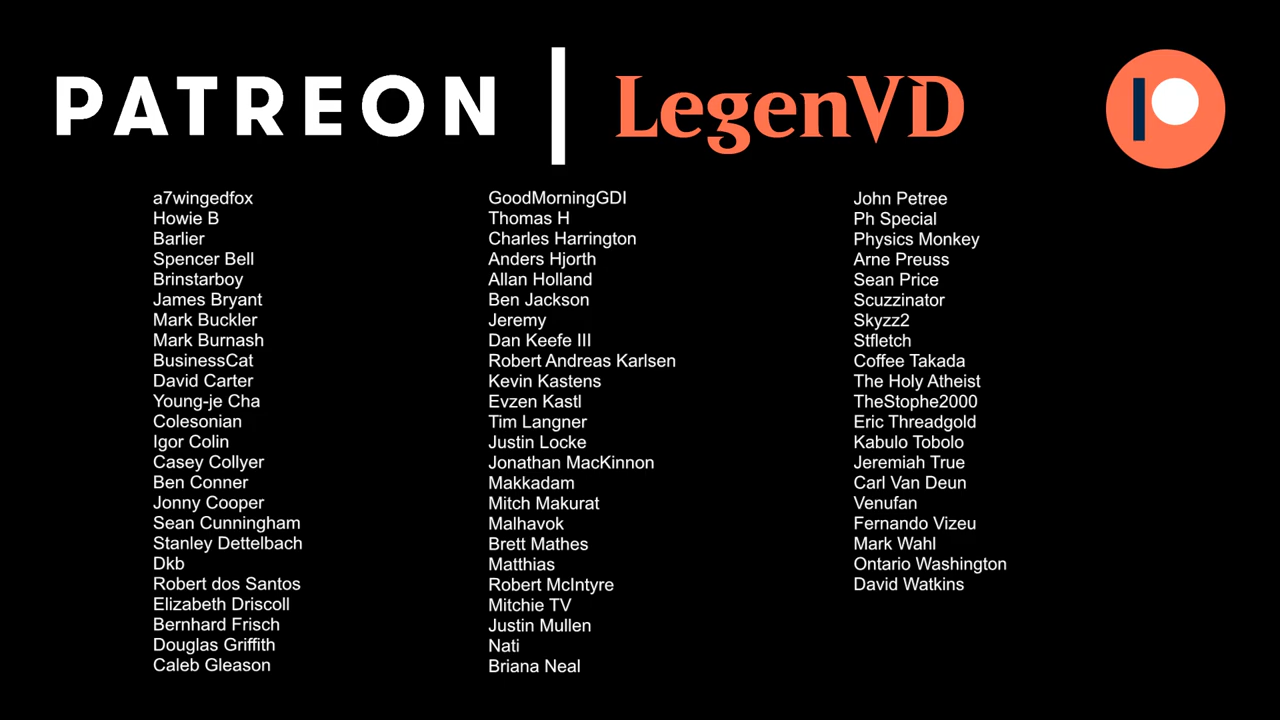 PATREON | LegenVD
a7wingedfox
Howie B
Barlier
Spencer Bell
Brinstarboy
James Bryant
Mark Buckler
Mark Burnash
BusinessCat
David Carter
Young-je Cha
Colesonian
Igor Colin
Casey Collyer
Ben Conner
Jonny Cooper
Sean Cunningham
Stanley Dettelbach
Dkb
Robert dos Santos
Elizabeth Driscoll
Bernhard Frisch
Douglas Griffith
Caleb Gleason
GoodMorningGDI
Thomas H
Charles Harrington
Anders Hjorth
Allan Holland
Ben Jackson
Jeremy
Dan Keefe III
Robert Andreas Karlsen
Kevin Kastens
Evzen Kastl
Tim Langner
Justin Locke
Jonathan MacKinnon
Makkadam
Mitch Makurat
Malhavok
Brett Mathes
Matthias
Robert McIntyre
Mitchie TV
Justin Mullen
Nati
Briana Neal
John Petree
Ph Special
Physics Monkey
Arne Preuss
Sean Price
Scuzzinator
Skyzz2
Stfletch
Coffee Takada
The Holy Atheist
TheStophe2000
Eric Threadgold
Kabulo Tobolo
Jeremiah True
Carl Van Deun
Venufan
Fernando Vizeu
Mark Wahl
Ontario Washington
David Watkins